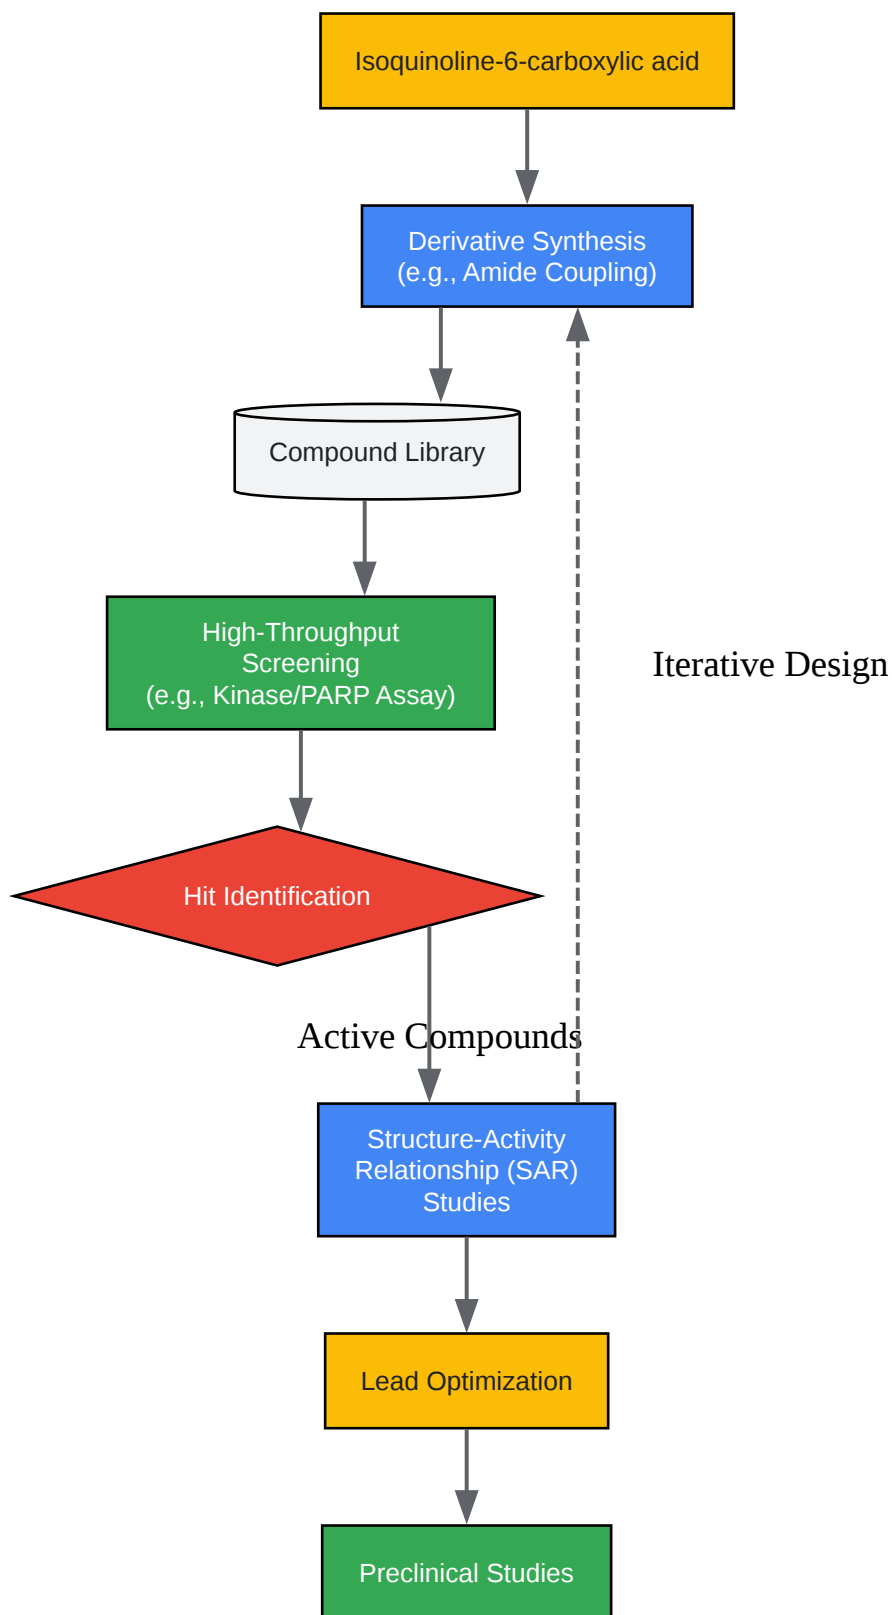 Isoquinoline-6-carboxylic acid
Derivative Synthesis
(e.g., Amide Coupling)
Compound Library
High-Throughput
Screening
(e.g., Kinase/PARP Assay)
Iterative Design
Hit Identification
Active Compounds
Structure-Activity
Relationship (SAR)
Studies
Lead Optimization
Preclinical Studies